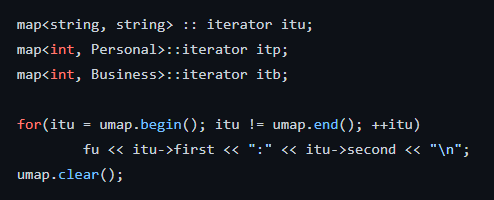 map<string, string> :: iterator itu;
map<int, Personal>::iterator itp;
map<int, Business>::iterator itb;
for(itu = umap.begin(); itu != umap.end(); ++itu)
fu << itu->first << ":" << itu->second << "\n";
umap.clear();